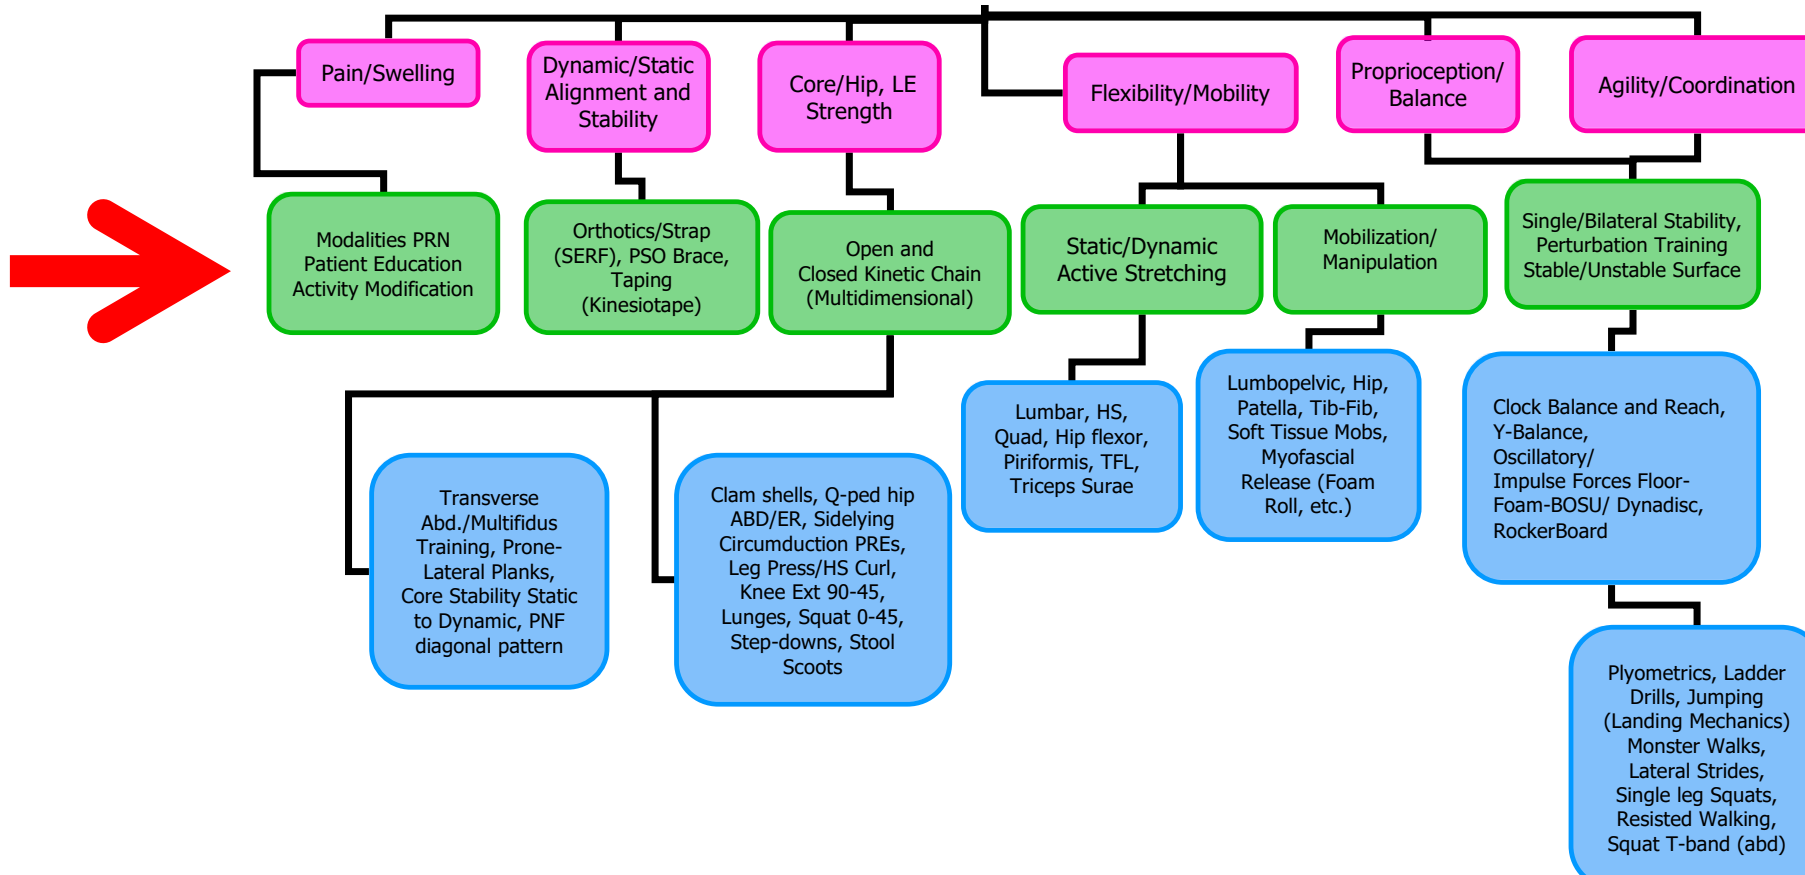 Pain/Swelling
Dynamic/Static
Alignment and
Stability
Core/Hip, LE
Strength
Flexibility/Mobility
Proprioception/
Balance
Agility/Coordination
Modalities PRN
Patient Education
Activity Modification
Orthotics/Strap
(SERF), PSO Brace,
Taping
(Kinesiotape)
Open and
Closed Kinetic Chain
(Multidimensional)
Static/Dynamic
Active Stretching
Mobilization/
Manipulation
Single/Bilateral Stability,
Perturbation Training
Stable/Unstable Surface
Transverse
Abd./Multifidus
Training, Prone-
Lateral Planks,
Core Stability Static
to Dynamic, PNF
diagonal pattern
Clam shells, Q-ped hip
ABD/ER, Sidelying
Circumduction PREs,
Leg Press/HS Curl,
Knee Ext 90-45,
Lunges, Squat 0-45,
Step-downs, Stool
Scoots
Lumbar, HS,
Quad, Hip flexor,
Piriformis, TFL,
Triceps Surae
Lumbopelvic, Hip,
Patella, Tib-Fib,
Soft Tissue Mobs,
Myofascial
Release (Foam
Roll, etc.)
Clock Balance and Reach,
Y-Balance,
Oscillatory/
Impulse Forces Floor-
Foam-BOSU/ Dynadisc,
RockerBoard
Plyometrics, Ladder
Drills, Jumping
(Landing Mechanics)
Monster Walks,
Lateral Strides,
Single leg Squats,
Resisted Walking,
Squat T-band (abd)